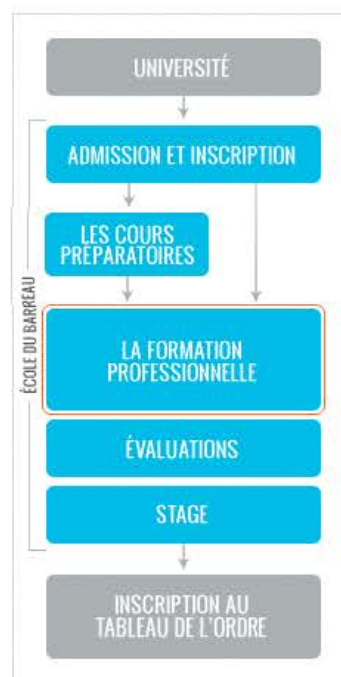 UNIVERSITÉ
ADMISSION ET INSCRIPTION
LES COURS
PRÉPARATOIRES
ÉCOLE DU BARREAU
LA FORMATION
PROFESSIONNELLE
ÉVALUATIONS
STAGE
INSCRIPTION AU
TABLEAU DE L'ORDRE